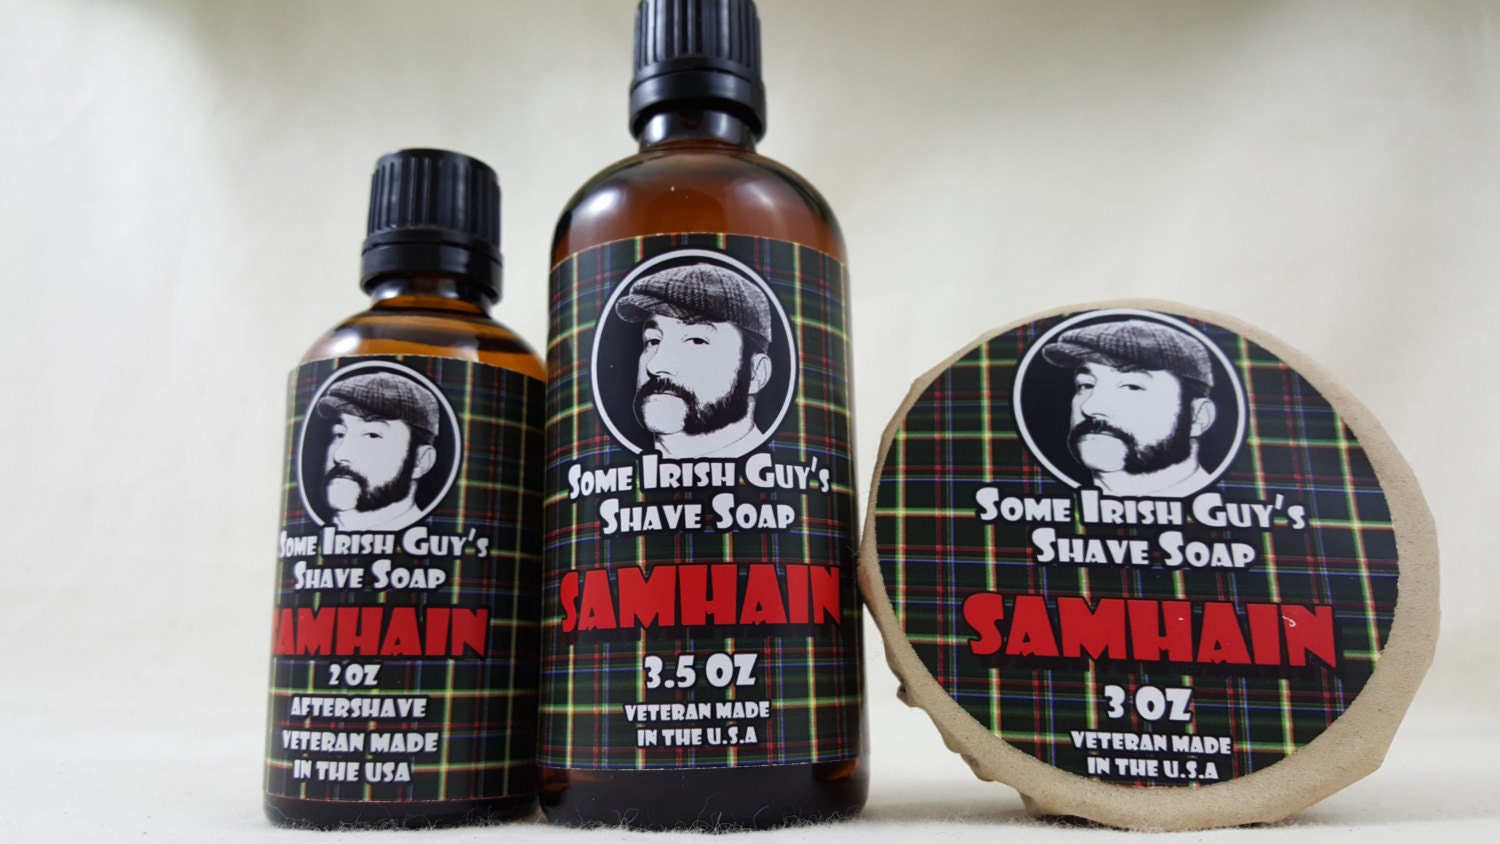 Some Irish Guy's
Shave Soap
SAMHAIN
2 OZ
AFTERSHAVE
VETERAN MADE
IN THE USA
Some Irish Guy's
Shave Soap
SAMHAIN
3.5 OZ
VETERAN MADE
IN THE U.S.A
Some Irish Guy's
Shave Soap
SAMHAIN
3 OZ
VETERAN MADE
IN THE U.S.A